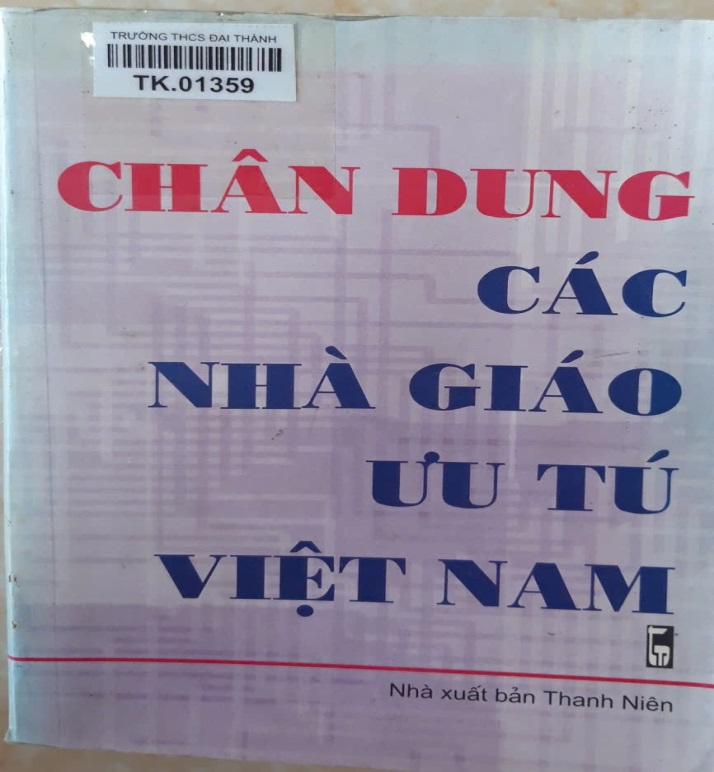 TRƯỜNG THCS ĐẠI THÀNH
TK.01359
CHÂN DUNG
CÁC
NHÀ GIÁO
ƯU TÚ
VIỆT NAM
Nhà xuất bản Thanh Niên